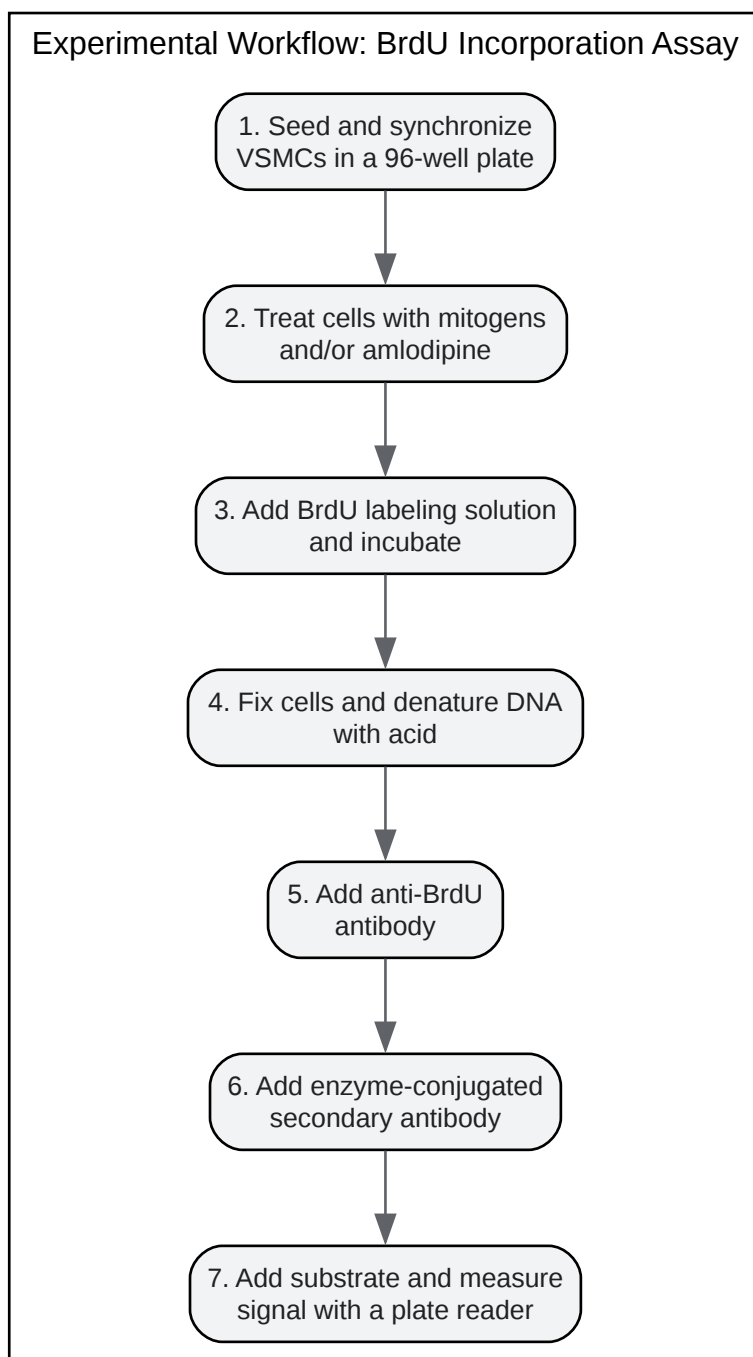 Experimental Workflow: BrdU Incorporation Assay
1. Seed and synchronize
VSMCs in a 96-well plate
2. Treat cells with mitogens
and/or amlodipine
3. Add BrdU labeling solution
and incubate
4. Fix cells and denature DNA
with acid
5. Add anti-BrdU
antibody
6. Add enzyme-conjugated
secondary antibody
7. Add substrate and measure
signal with a plate reader